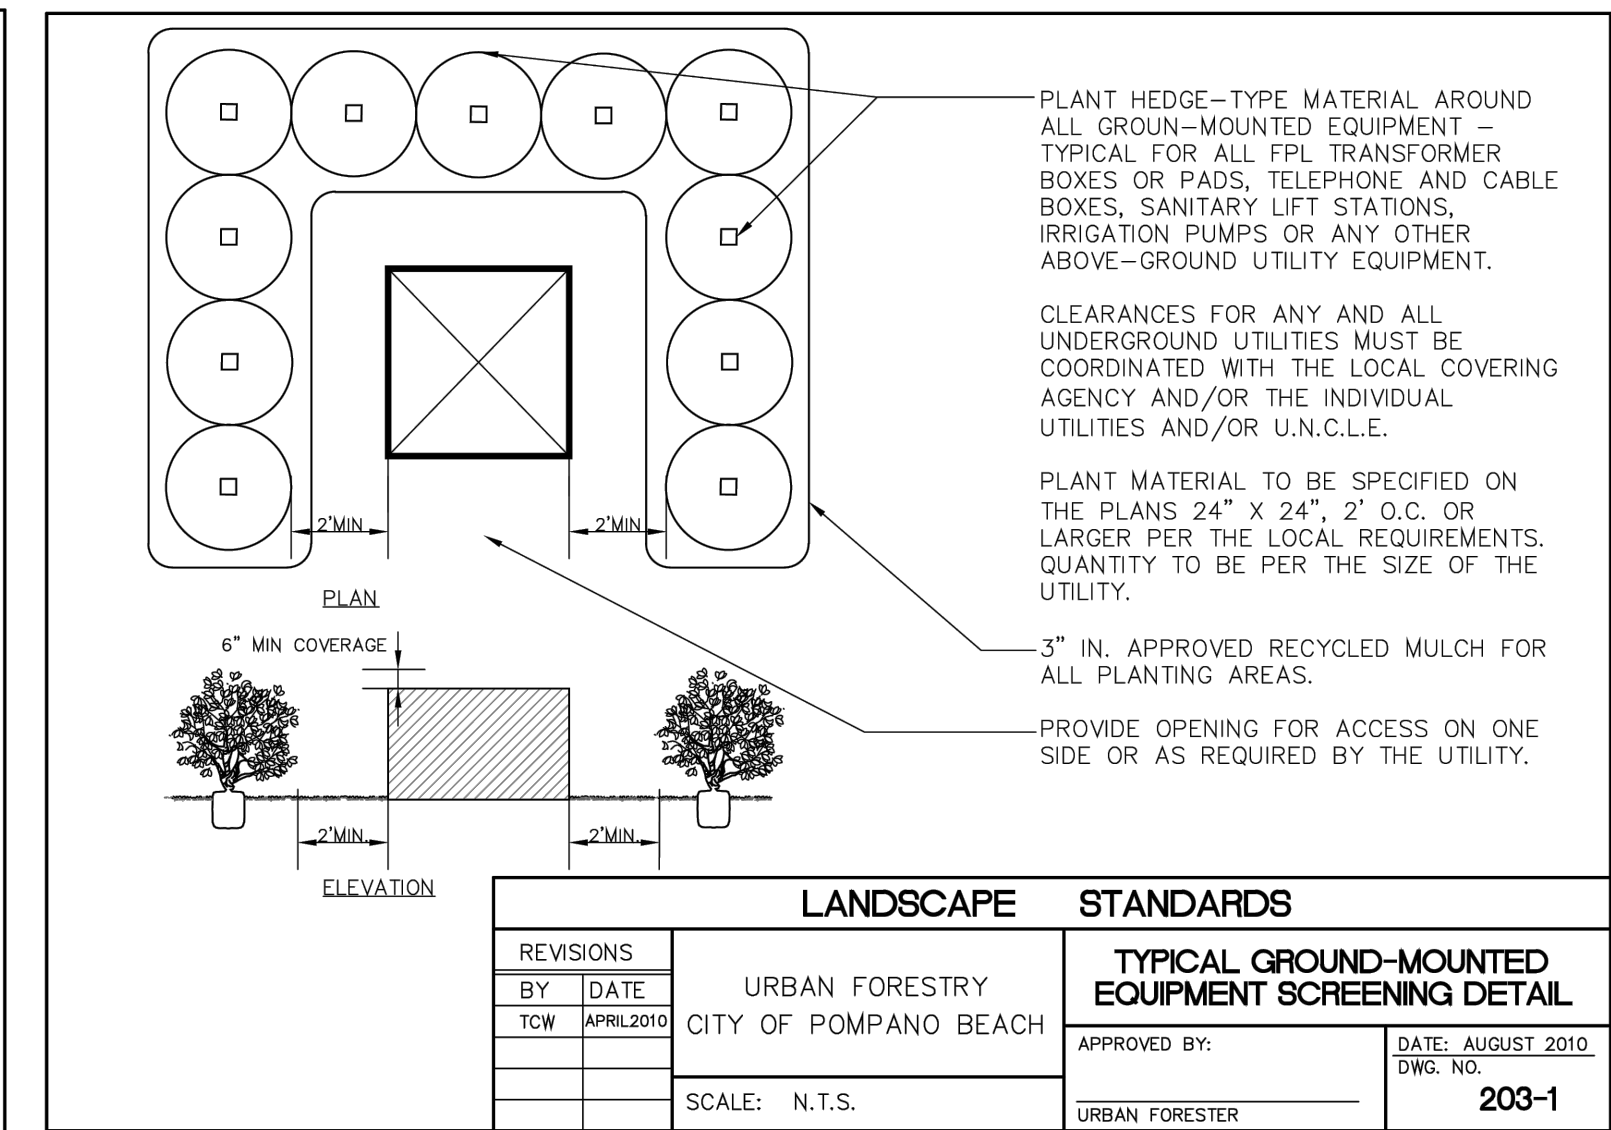 PLANT HEDGE-TYPE MATERIAL AROUND
ALL GROUN-MOUNTED EQUIPMENT -
TYPICAL FOR ALL FPL TRANSFORMER
BOXES OR PADS, TELEPHONE AND CABLE
BOXES, SANITARY LIFT STATIONS,
IRRIGATION PUMPS OR ANY OTHER
ABOVE-GROUND UTILITY EQUIPMENT.
CLEARANCES FOR ANY AND ALL
UNDERGROUND UTILITIES MUST BE
COORDINATED WITH THE LOCAL COVERING
AGENCY AND/OR THE INDIVIDUAL
UTILITIES AND/OR U.N.C.L.E.
PLANT MATERIAL TO BE SPECIFIED ON
THE PLANS 24" X 24", 2' O.C. OR
LARGER PER THE LOCAL REQUIREMENTS.
QUANTITY TO BE PER THE SIZE OF THE
UTILITY.
3" IN. APPROVED RECYCLED MULCH FOR
ALL PLANTING AREAS.
PROVIDE OPENING FOR ACCESS ON ONE
SIDE OR AS REQUIRED BY THE UTILITY.
2'MIN 2'MIN
PLAN
6" MIN COVERAGE
2'MIN. 2'MIN.
ELEVATION
LANDSCAPE STANDARDS
REVISIONS
BY DATE
TCW APRIL2010
URBAN FORESTRY
CITY OF POMPANO BEACH
SCALE: N.T.S.
TYPICAL GROUND-MOUNTED
EQUIPMENT SCREENING DETAIL
APPROVED BY:
URBAN FORESTER
DATE: AUGUST 2010
DWG. NO.
203-1